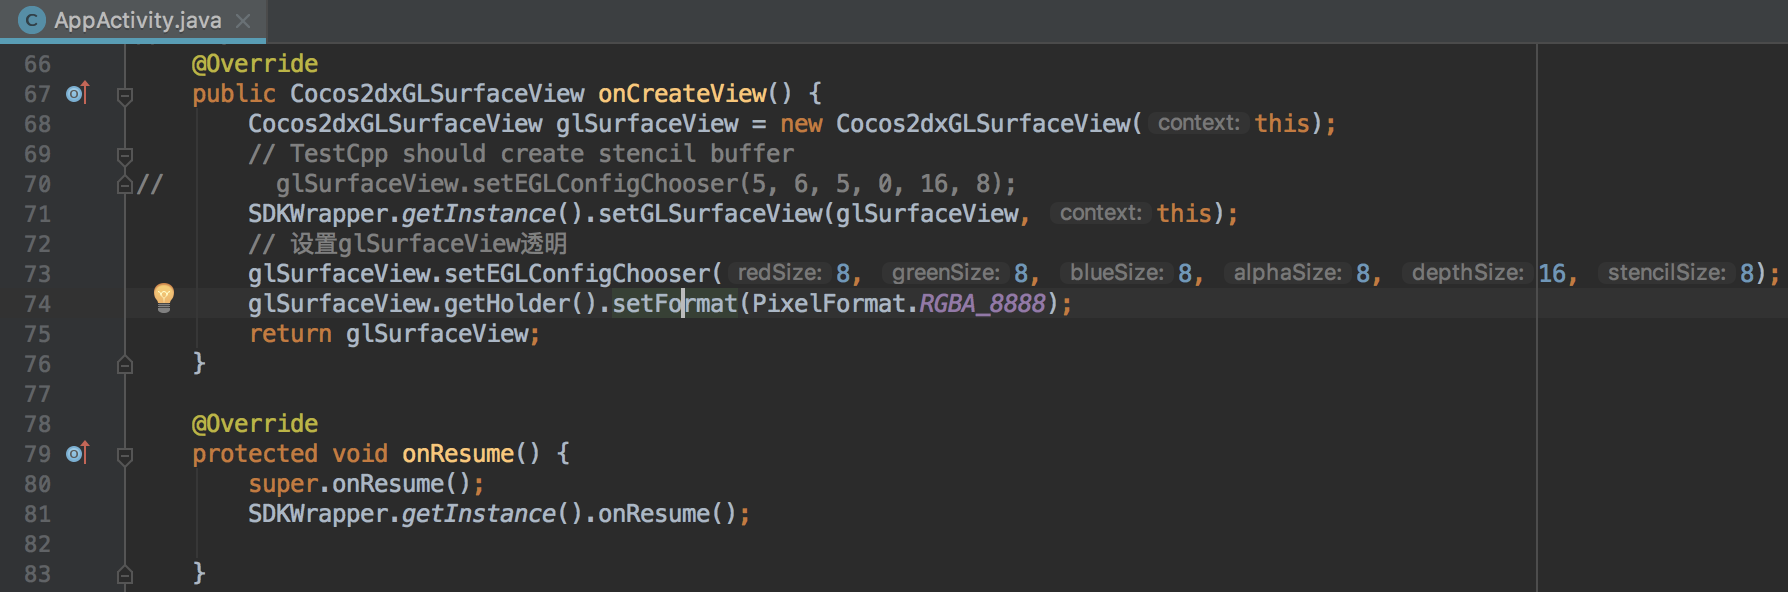 C AppActivity.java ×
66 @Override
67 public Cocos2dxGLSurfaceView onCreateView() {
68 Cocos2dxGLSurfaceView glSurfaceView = new Cocos2dxGLSurfaceView( context: this);
69 // TestCpp should create stencil buffer
70 // glSurfaceView.setEGLConfigChooser(5, 6, 5, 0, 16, 8);
71 SDKWrapper.getInstance().setGLSurfaceView(glSurfaceView, context: this);
72 // 设置glSurfaceView透明
73 glSurfaceView.setEGLConfigChooser( redSize: 8, greenSize: 8, blueSize: 8, alphaSize: 8, depthSize: 16, stencilSize: 8);
74 glSurfaceView.getHolder().setFormat(PixelFormat.RGBA_8888);
75 return glSurfaceView;
76 }
77
78 @Override
79 protected void onResume() {
80 super.onResume();
81 SDKWrapper.getInstance().onResume();
82
83 }